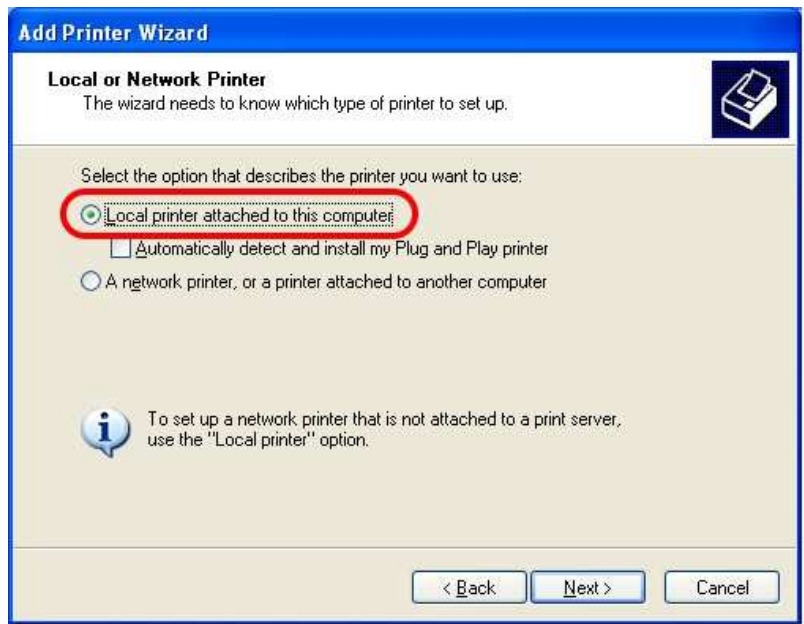 Add Printer Wizard
Local or Network Printer
The wizard needs to know which type of printer to set up.
Select the option that describes the printer you want to use:
Local printer attached to this computer
Automatically detect and install my Plug and Play printer
A network printer, or a printer attached to another computer
To set up a network printer that is not attached to a print server,
use the "Local printer" option.
< Back Next > Cancel